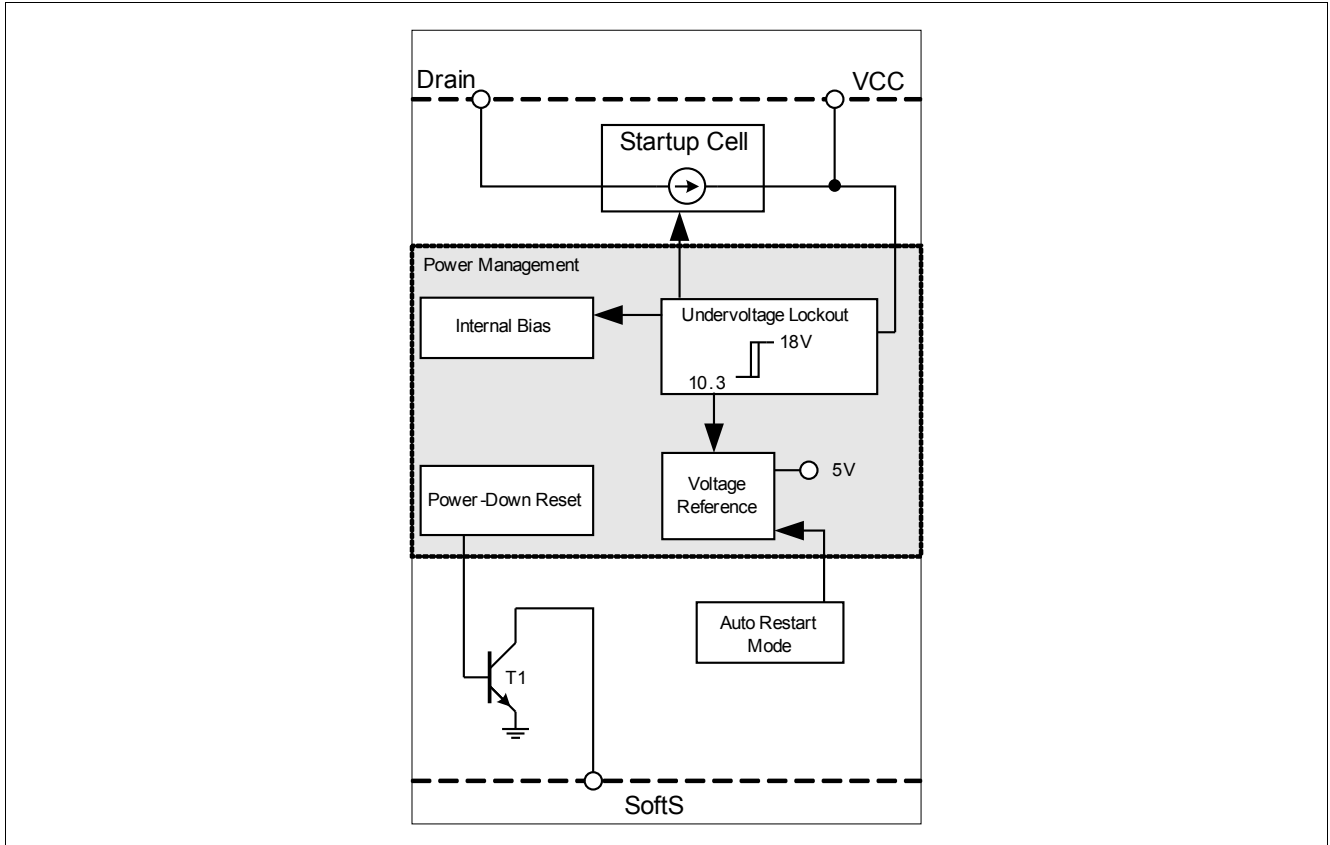 Drain
VCC
Startup Cell
Power Management
Internal Bias
Undervoltage Lockout
18V
10.3
Power-Down Reset
Voltage
Reference
5V
T1
Auto Restart
Mode
SoftS